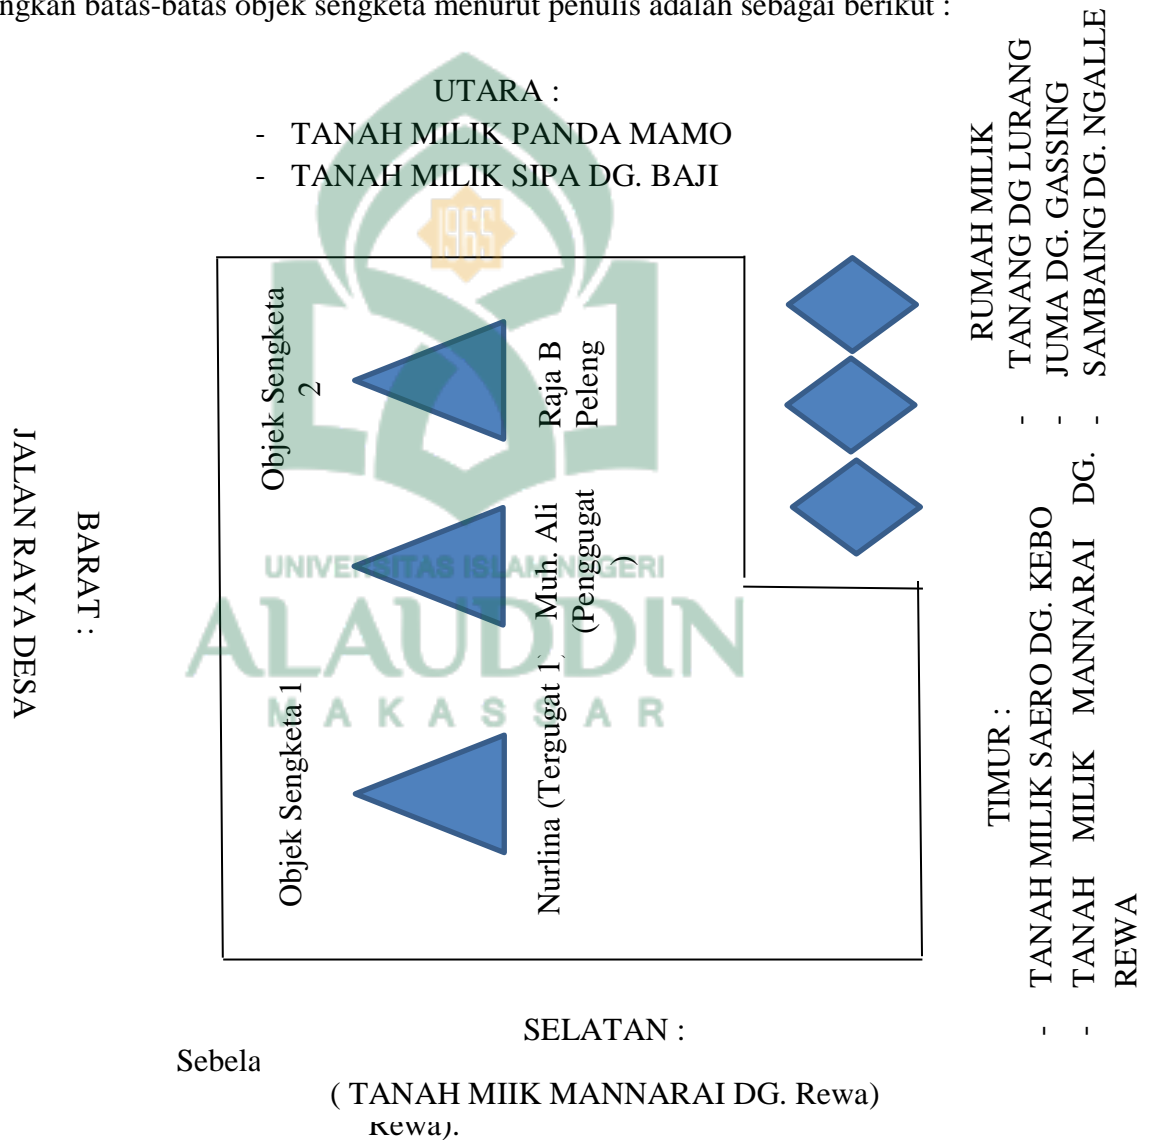 ngkan batas-batas objek sengketa menurut penulis adalah sebagai berikut :
UTARA :
- TANAH MILIK PANDA MAMO
- TANAH MILIK SIPA DG. BAJI
1965
RUMAH MILIK
- TANANG DG LURANG
- JUMA DG. GASSING
- SAMBAING DG. NGALLE
JALAN RAYA DESA
BARAT :
Objek Sengketa
2
Raja B
Peleng
Muh. Ali
(Penggugat
)
Objek Sengketa 1
Nurlina (Tergugat 1)
UNIVERSITAS ISLAM NEGERI
ALAUDDIN
MAKASSAR
TIMUR :
- TANAH MILIK SAERO DG. KEBO
- TANAH MILIK MANNARAI DG.
REWA
SELATAN :
Sebela
( TANAH MIIK MANNARAI DG. Rewa)
Rewa).